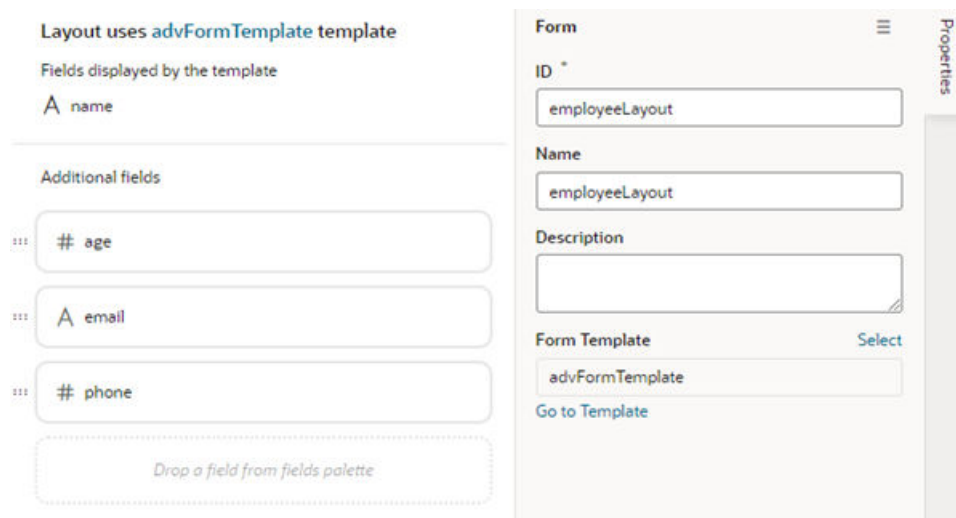 Layout uses advFormTemplate template
Fields displayed by the template
A name
Additional fields
# age
A email
# phone
Drop a field from fields palette
Form
ID *
employeeLayout
Name
employeeLayout
Description
Form Template Select
advFormTemplate
Go to Template
Properties